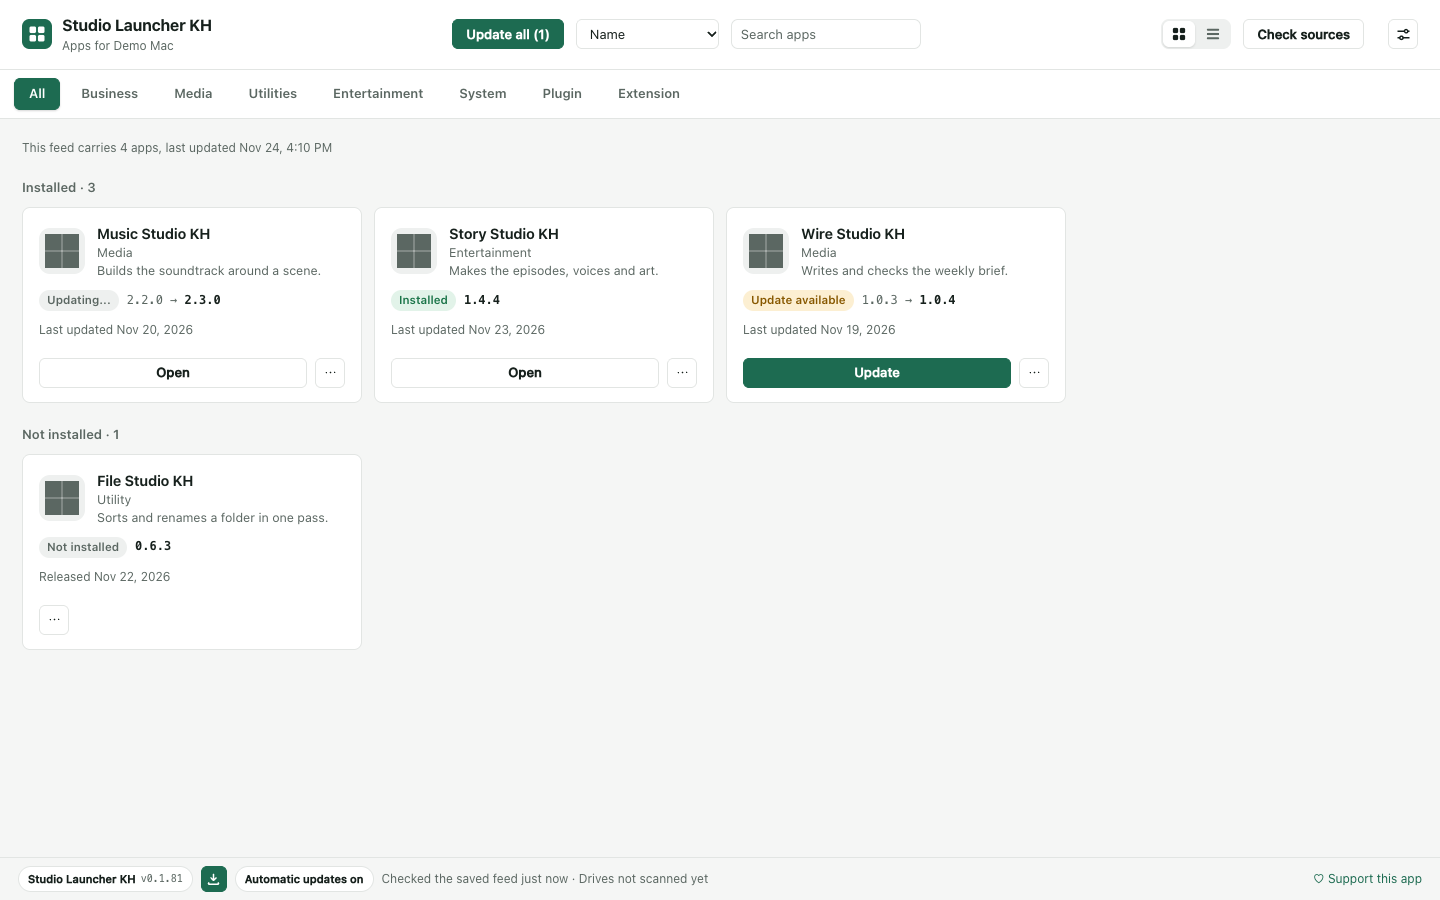 Studio Launcher KH
Apps for Demo Mac
Update all (1)
Name
Search apps
Check sources
All
Business
Media
Utilities
Entertainment
System
Plugin
Extension
This feed carries 4 apps, last updated Nov 24, 4:10 PM
Installed · 3
Music Studio KH
Media
Builds the soundtrack around a scene.
Updating... 2.2.0 → 2.3.0
Last updated Nov 20, 2026
Open
...
Story Studio KH
Entertainment
Makes the episodes, voices and art.
Installed 1.4.4
Last updated Nov 23, 2026
Open
...
Wire Studio KH
Media
Writes and checks the weekly brief.
Update available 1.0.3 → 1.0.4
Last updated Nov 19, 2026
Update
...
Not installed · 1
File Studio KH
Utility
Sorts and renames a folder in one pass.
Not installed 0.6.3
Released Nov 22, 2026
...
Studio Launcher KH v0.1.81
Automatic updates on
Checked the saved feed just now · Drives not scanned yet
♡ Support this app